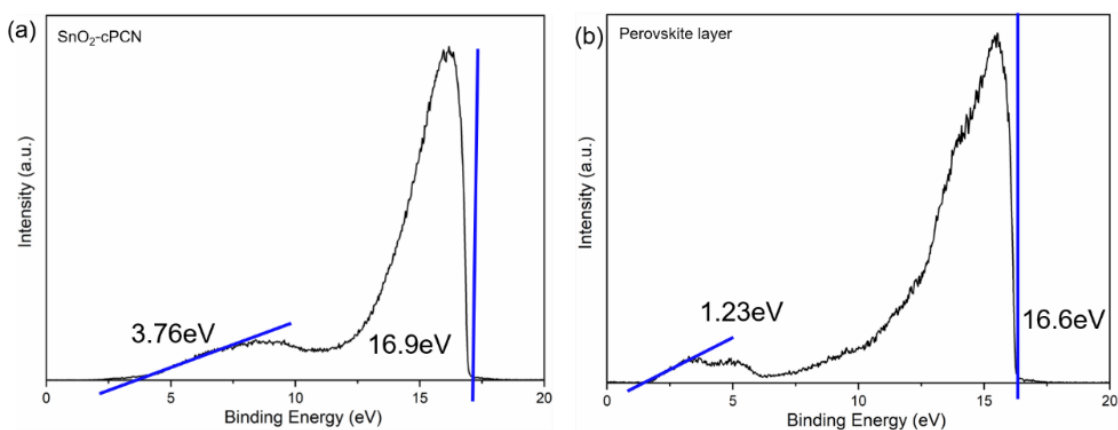 (a)
SnO₂-cPCN
3.76eV
16.9eV
Intensity (a.u.)
0 5 10 15 20
Binding Energy (eV)
(b)
Perovskite layer
1.23eV
16.6eV
Intensity (a.u.)
0 5 10 15 20
Binding Energy (eV)